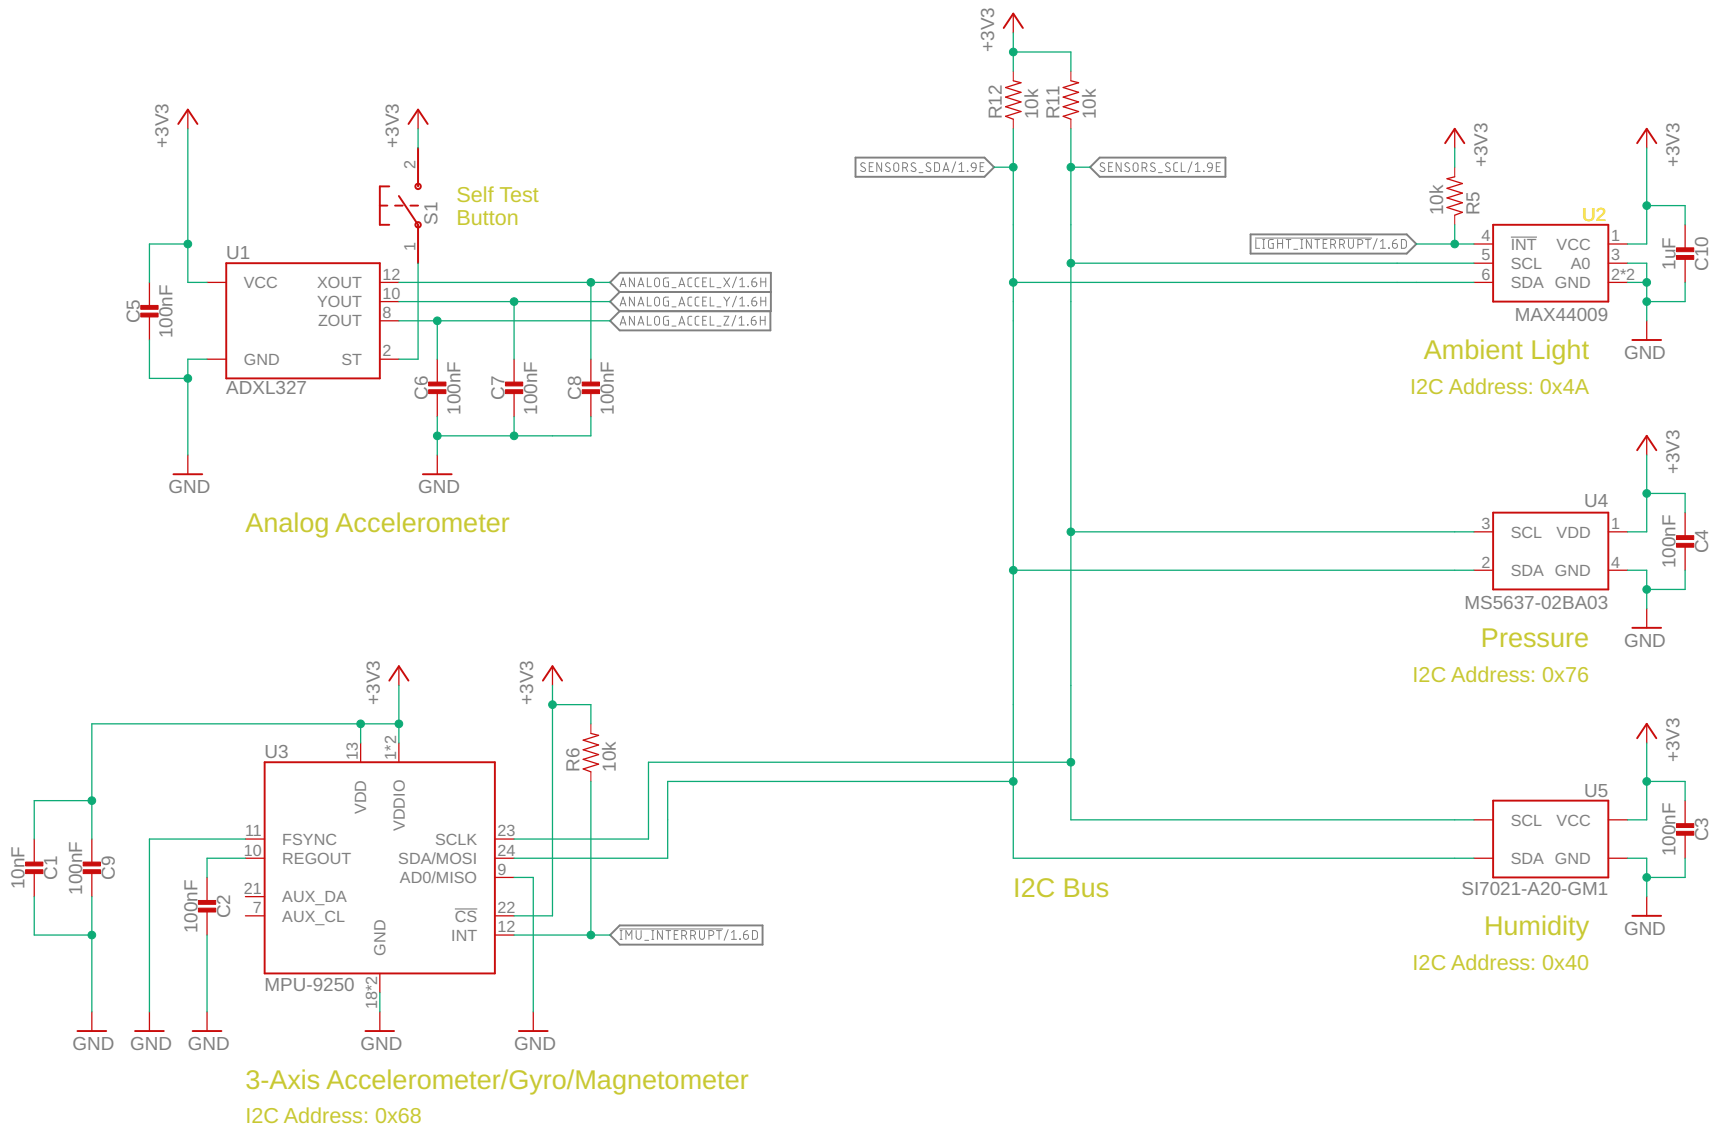 +3V3
+3V3
2
1
S1
Self Test
Button
U1
VCC
GND
XOUT
YOUT
ZOUT
ST
12
10
8
2
ADXL327
C5
100nF
ANALOG_ACCEL_X/1.6H
ANALOG_ACCEL_Y/1.6H
ANALOG_ACCEL_Z/1.6H
C6
100nF
C7
100nF
C8
100nF
GND
GND
Analog Accelerometer
+3V3
R12
10k
R11
10k
SENSORS_SDA/1.9E
SENSORS_SCL/1.9E
I2C Bus
+3V3
+3V3
10k
R5
LIGHT_INTERRUPT/1.6D
U2
4
5
6
INT
SCL
SDA
VCC
A0
GND
1
3
2*2
1uF
C10
MAX44009
GND
Ambient Light
I2C Address: 0x4A
+3V3
U4
3
2
SCL
SDA
VDD
GND
1
4
100nF
C4
MS5637-02BA03
GND
Pressure
I2C Address: 0x76
+3V3
U5
SCL
SDA
VCC
GND
100nF
C3
SI7021-A20-GM1
GND
Humidity
I2C Address: 0x40
+3V3
+3V3
U3
13
1*2
VDD
VDDIO
R6
10k
11
10
21
7
FSYNC
REGOUT
AUX_DA
AUX_CL
SCLK
SDA/MOSI
AD0/MISO
CS
INT
23
24
9
22
12
GND
18*2
MPU-9250
10nF
C1
100nF
C9
100nF
C2
IMU_INTERRUPT/1.6D
GND
GND
GND
GND
GND
3-Axis Accelerometer/Gyro/Magnetometer
I2C Address: 0x68